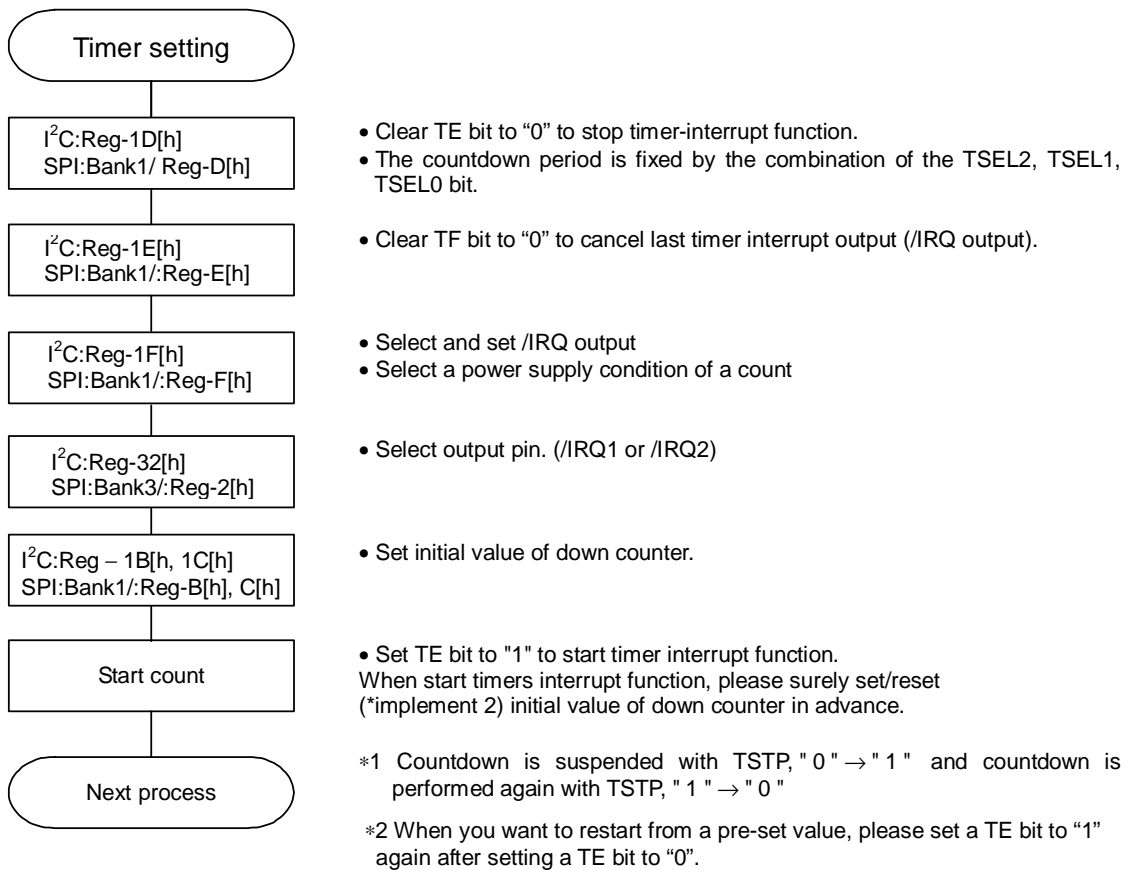 Timer setting
I²C:Reg-1D[h]
SPI:Bank1/ Reg-D[h]
• Clear TE bit to “0” to stop timer-interrupt function.
• The countdown period is fixed by the combination of the TSEL2, TSEL1,
TSEL0 bit.
I²C:Reg-1E[h]
SPI:Bank1/:Reg-E[h]
• Clear TF bit to “0” to cancel last timer interrupt output (/IRQ output).
I²C:Reg-1F[h]
SPI:Bank1/:Reg-F[h]
• Select and set /IRQ output
• Select a power supply condition of a count
I²C:Reg-32[h]
SPI:Bank3/:Reg-2[h]
• Select output pin. (/IRQ1 or /IRQ2)
I²C:Reg – 1B[h, 1C[h]
SPI:Bank1/:Reg-B[h], C[h]
• Set initial value of down counter.
Start count
• Set TE bit to "1" to start timer interrupt function.
When start timers interrupt function, please surely set/reset
(*implement 2) initial value of down counter in advance.
Next process
*1 Countdown is suspended with TSTP, " 0 " → " 1 " and countdown is
performed again with TSTP, " 1 " → " 0 "
*2 When you want to restart from a pre-set value, please set a TE bit to “1”
again after setting a TE bit to “0”.